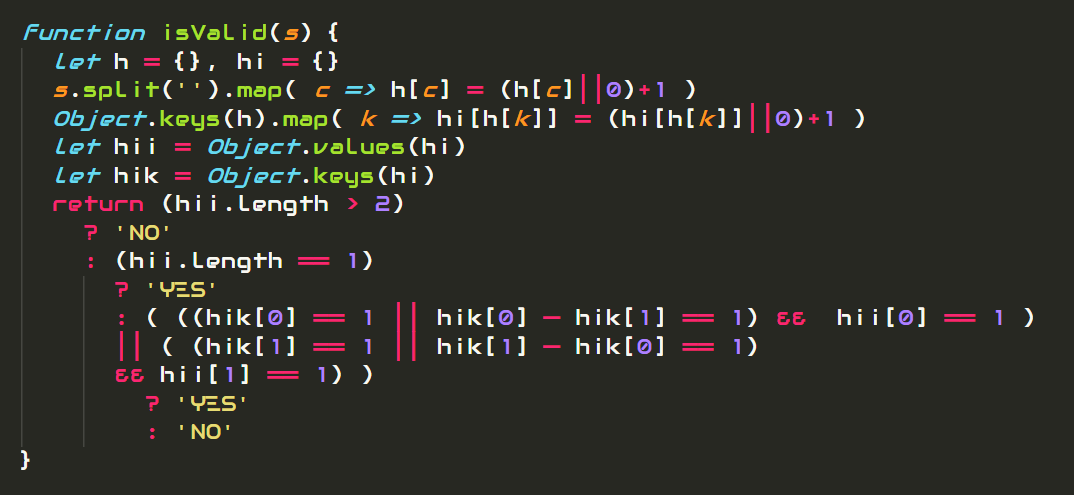 function isValid(s) {
  let h = {}, hi = {}
  s.split('').map( c => h[c] = (h[c]||0)+1 )
  Object.keys(h).map( k => hi[h[k]] = (hi[h[k]]||0)+1 )
  let hii = Object.values(hi)
  let hik = Object.keys(hi)
  return (hii.length > 2)
    ? 'NO'
    : (hii.length == 1)
      ? 'YES'
      : ( ((hik[0] == 1 || hik[0] - hik[1] == 1) &&  hii[0] == 1 )
      || ( (hik[1] == 1 || hik[1] - hik[0] == 1)
      && hii[1] == 1) )
        ? 'YES'
        : 'NO'
}